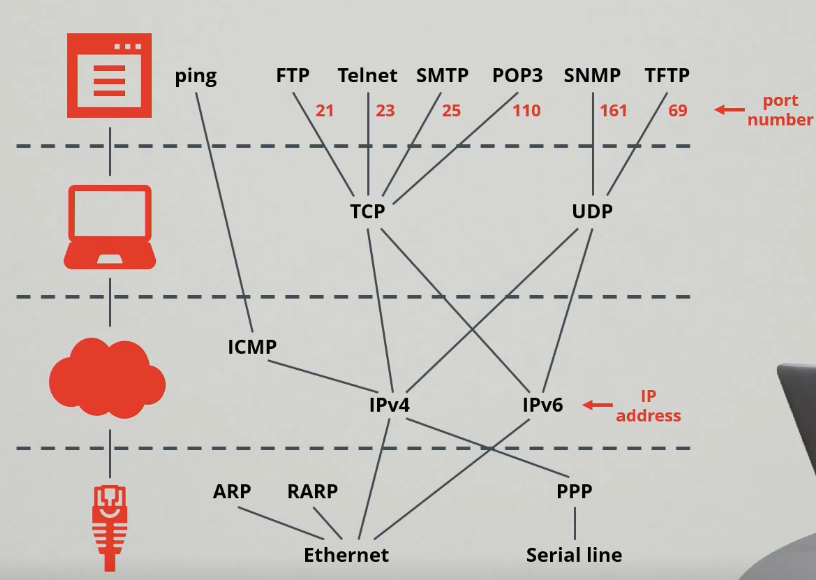 ping FTP Telnet SMTP POP3 SNMP TFTP
21 23 25 110 161 69
port
number
TCP UDP
ICMP
IPv4 IPv6
IP
address
ARP RARP PPP
Ethernet Serial line